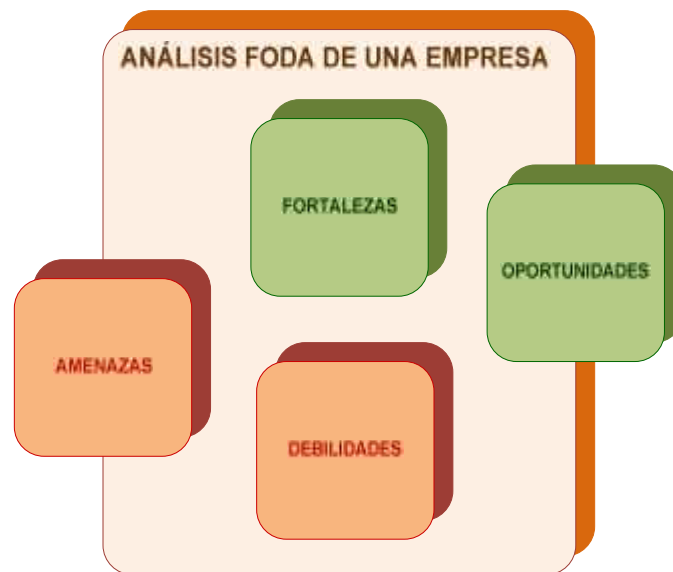 ANÁLISIS FODA DE UNA EMPRESA
FORTALEZAS
OPORTUNIDADES
AMENAZAS
DEBILIDADES